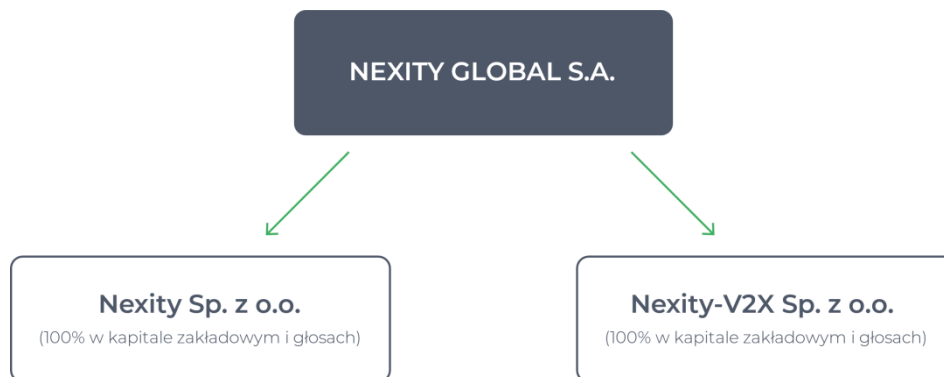 NEXITY GLOBAL S.A.
Nexity Sp. z o.o.
(100% w kapitale zakładowym i głosach)
Nexity-V2X Sp. z o.o.
(100% w kapitale zakładowym i głosach)